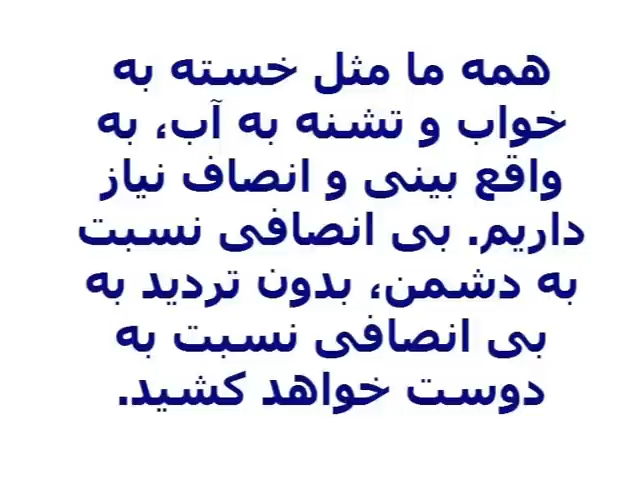 همه ما مثل خسته به
خواب و تشنه به آب، به
واقع بینی و انصاف نیاز
داریم. بی انصافی نسبت
به دشمن، بدون تردید به
بی انصافی نسبت به
دوست خواهد کشید.